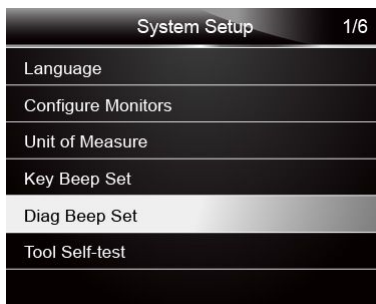 System Setup 1/6
Language
Configure Monitors
Unit of Measure
Key Beep Set
Diag Beep Set
Tool Self-test